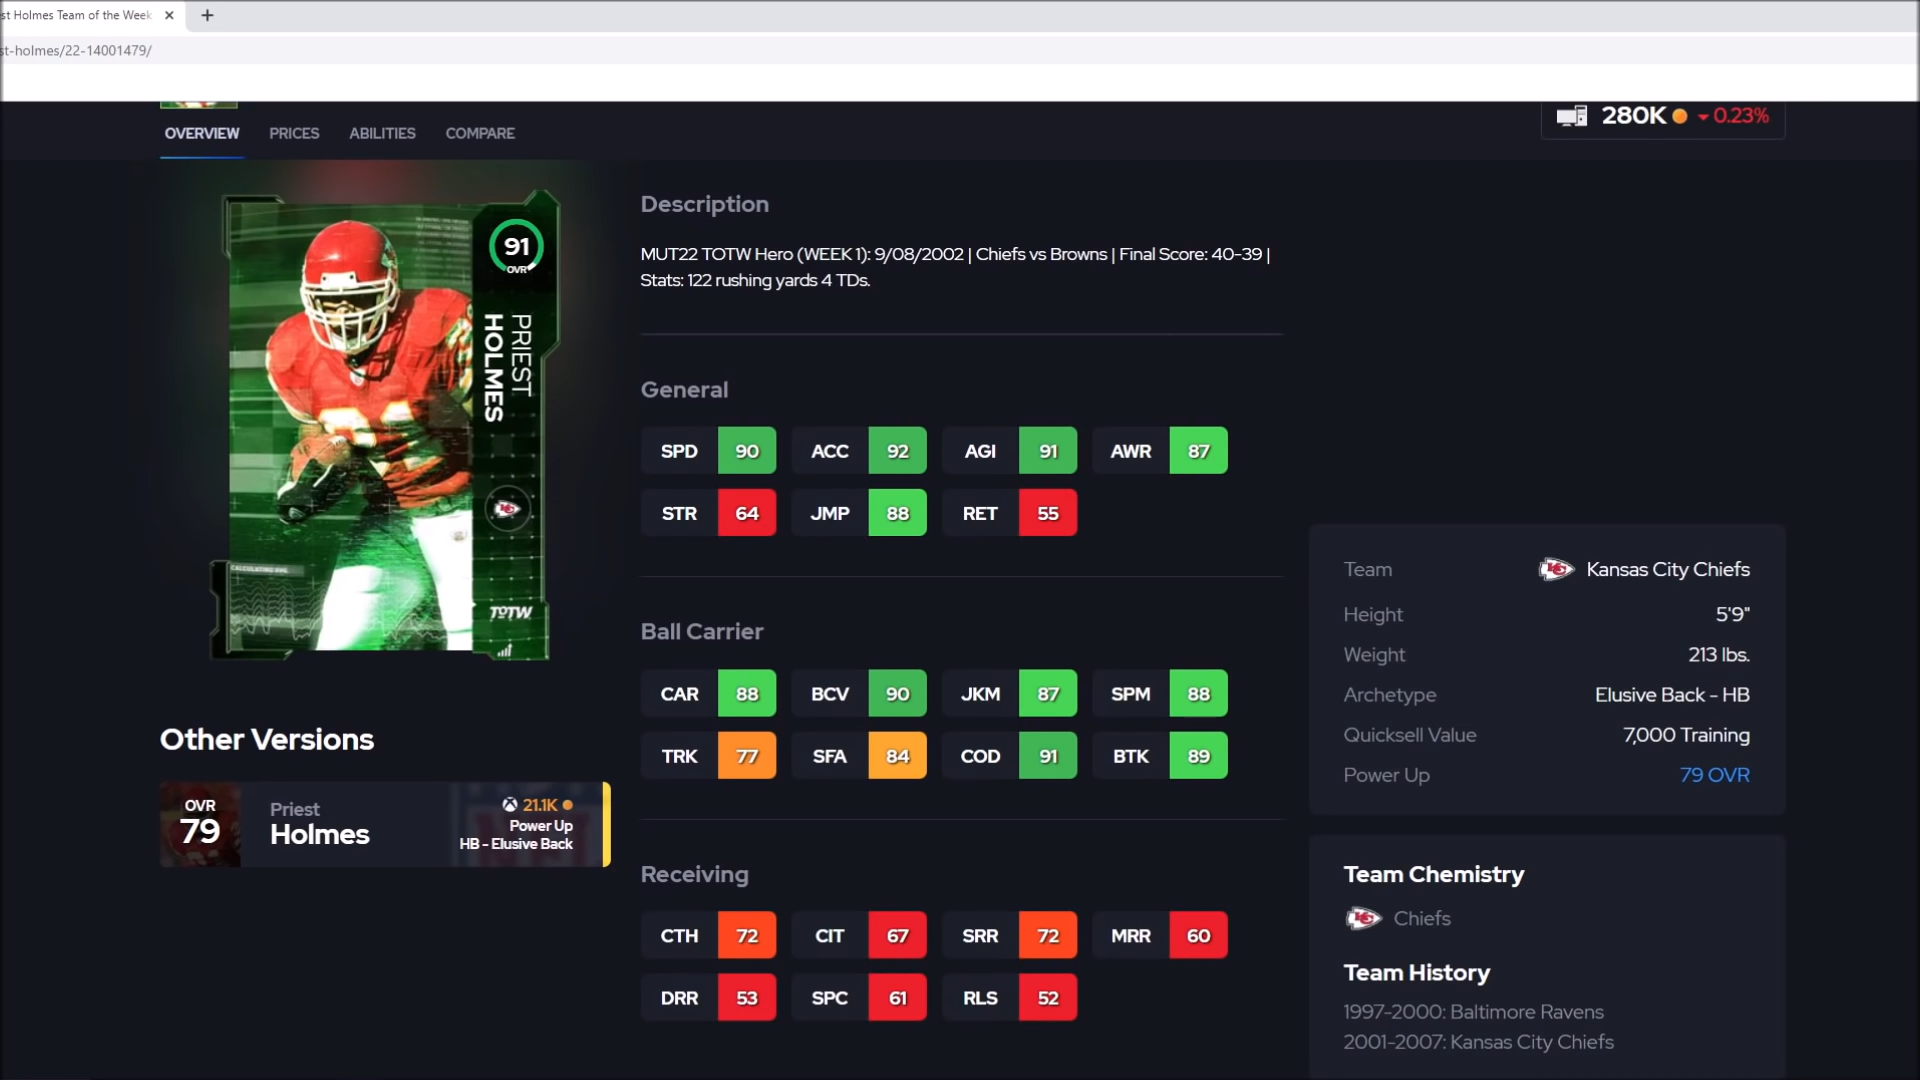 st Holmes Team of the Week
st-holmes/22-14001479/
OVERVIEW PRICES ABILITIES COMPARE
280K 0.23%
91
OVR
PRIEST
HOLMES
CALCULATING OVR.
TOTW
Description
MUT22 TOTW Hero (WEEK 1): 9/08/2002 | Chiefs vs Browns | Final Score: 40-39 |
Stats: 122 rushing yards 4 TDs.
General
SPD 90 ACC 92 AGI 91 AWR 87
STR 64 JMP 88 RET 55
Ball Carrier
CAR 88 BCV 90 JKM 87 SPM 88
TRK 77 SFA 84 COD 91 BTK 89
Receiving
CTH 72 CIT 67 SRR 72 MRR 60
DRR 53 SPC 61 RLS 52
Other Versions
OVR
79
Priest
Holmes
21.1K
Power Up
HB - Elusive Back
Team Kansas City Chiefs
Height 5'9"
Weight 213 lbs.
Archetype Elusive Back - HB
Quicksell Value 7,000 Training
Power Up 79 OVR
Team Chemistry
Chiefs
Team History
1997-2000: Baltimore Ravens
2001-2007: Kansas City Chiefs